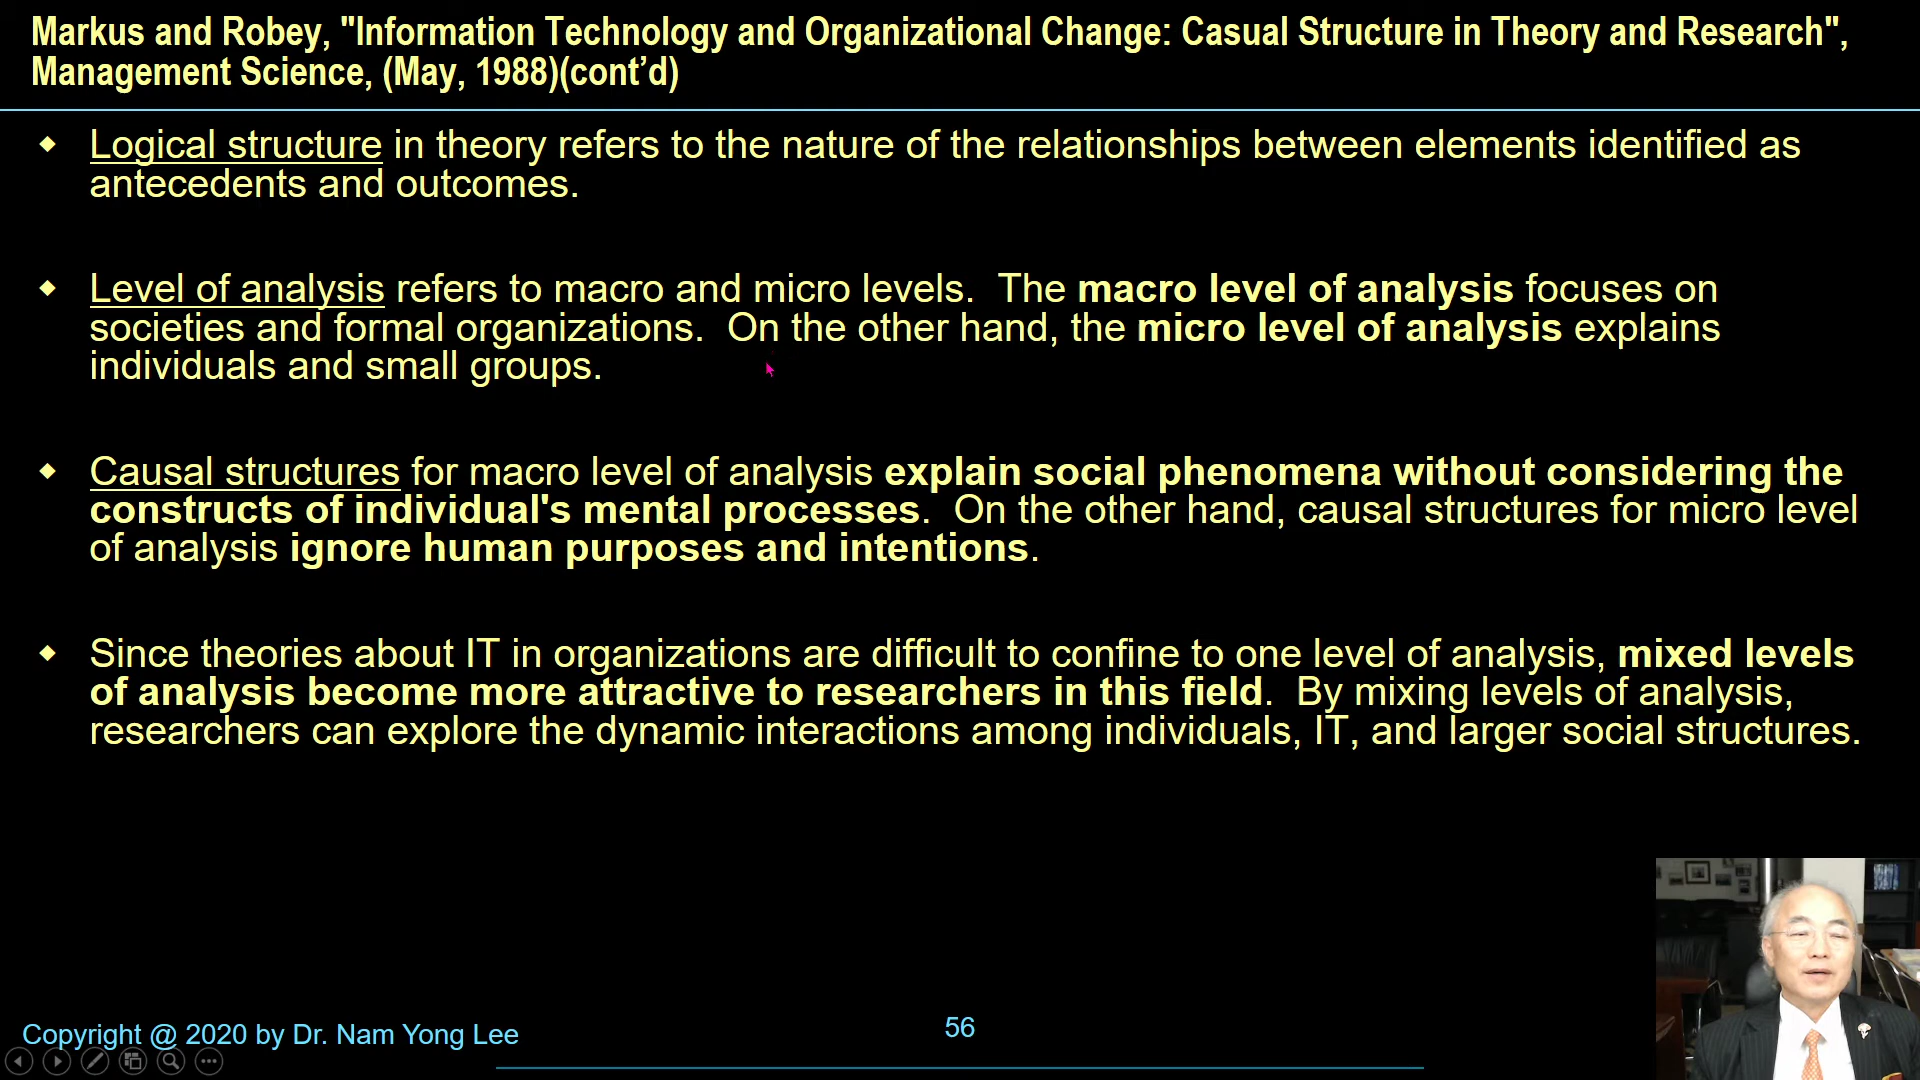 Markus and Robey, "Information Technology and Organizational Change: Casual Structure in Theory and Research",
Management Science, (May, 1988)(cont’d)
Logical structure in theory refers to the nature of the relationships between elements identified as
antecedents and outcomes.
Level of analysis refers to macro and micro levels.  The macro level of analysis focuses on
societies and formal organizations.  On the other hand, the micro level of analysis explains
individuals and small groups.
Causal structures for macro level of analysis explain social phenomena without considering the
constructs of individual's mental processes.  On the other hand, causal structures for micro level
of analysis ignore human purposes and intentions.
Since theories about IT in organizations are difficult to confine to one level of analysis, mixed levels
of analysis become more attractive to researchers in this field.  By mixing levels of analysis,
researchers can explore the dynamic interactions among individuals, IT, and larger social structures.
Copyright @ 2020 by Dr. Nam Yong Lee
56